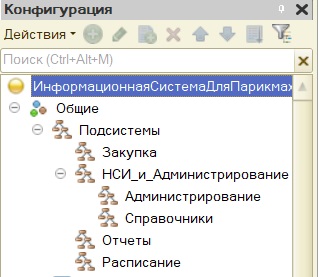 Конфигурация
Действия
Поиск (Ctrl+Alt+M)
ИнформационнаяСистемаДляПарикмах
Общие
Подсистемы
Закупка
НСИ_и_Администрирование
Администрирование
Справочники
Отчеты
Расписание